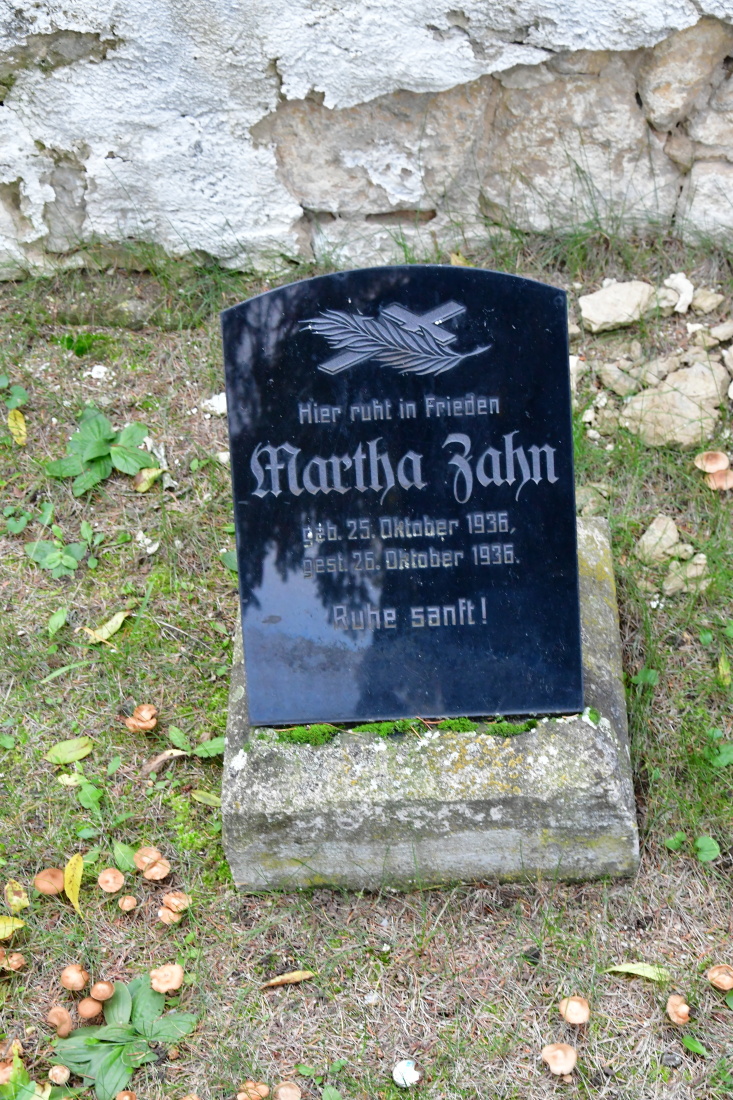 Hier ruht in Frieden
Martha Zahn
geb. 25. Oktober 1936,
gest. 26. Oktober 1936.
Ruhe sanft!